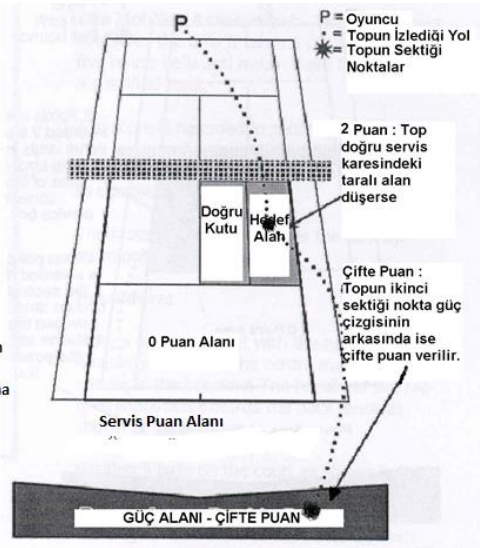 P
P = Oyuncu
= Topun İzlediği Yol
= Topun Sektiği
Noktalar
2 Puan : Top
doğru servis
karesindeki
taralı alan
düşerse
Doğru
Kutu
Hedef
Alan
Çifte Puan :
Topun ikinci
sektiği nokta güç
çizgisinin
arkasında ise
çifte puan verilir.
0 Puan Alanı
Servis Puan Alanı
GÜÇ ALANI - ÇİFTE PUAN